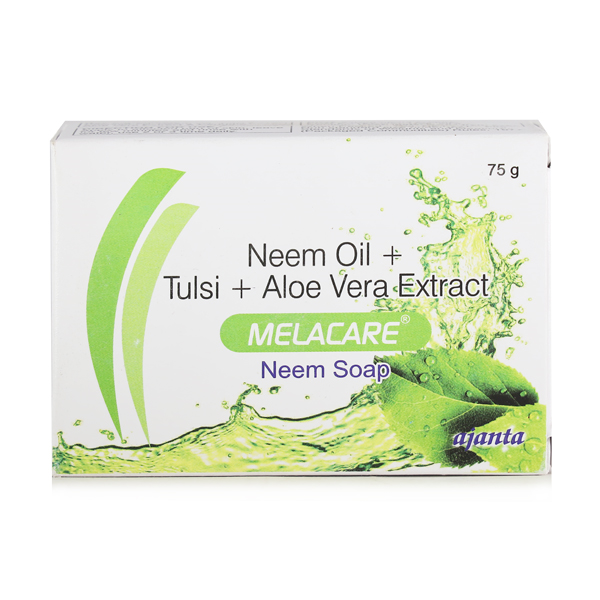 75 g
Neem Oil +
Tulsi + Aloe Vera Extract
MELACARE®
Neem Soap
ajanta